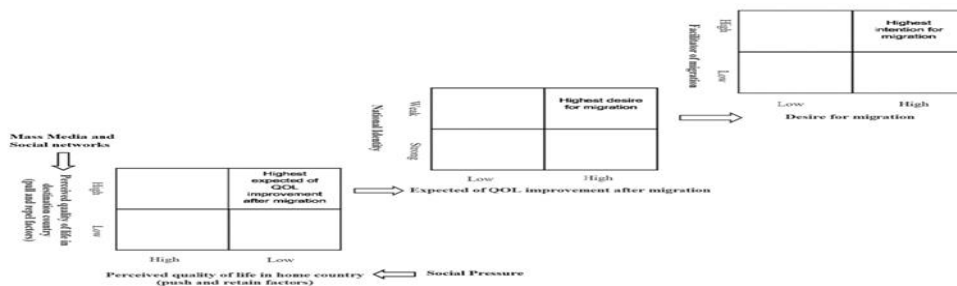 Facilitator of migration
High
Low
Highest
intention for
migration
Low
High
Desire for migration
National Identity
Weak
Strong
Highest desire
for migration
Low
High
Expected of QOL improvement after migration
Mass Media and
Social networks
Perceived quality of life in
destination country
(pull and repel factors)
High
Low
Highest
expected of
QOL
improvement
after migration
High
Low
Perceived quality of life in home country
(push and retain factors)
Social Pressure